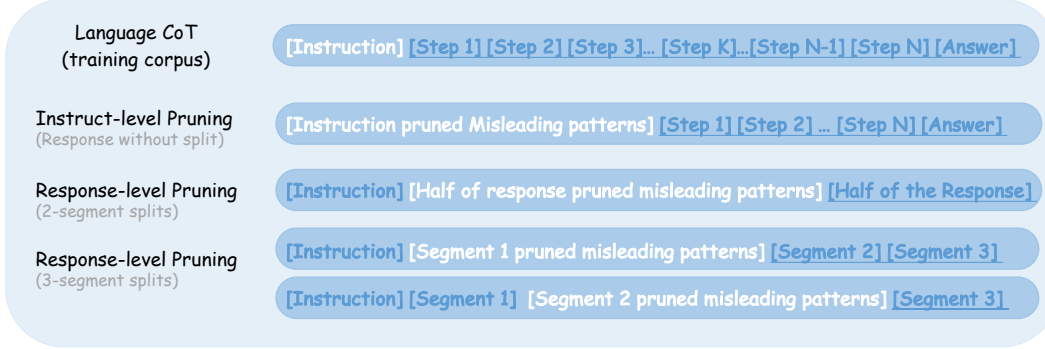 Language CoT
(training corpus)
[Instruction] [Step 1] [Step 2] [Step 3]… [Step K]…[Step N-1] [Step N] [Answer]
Instruct-level Pruning
(Response without split)
[Instruction pruned Misleading patterns] [Step 1] [Step 2] … [Step N] [Answer]
Response-level Pruning
(2-segment splits)
[Instruction] [Half of response pruned misleading patterns] [Half of the Response]
Response-level Pruning
(3-segment splits)
[Instruction] [Segment 1 pruned misleading patterns] [Segment 2] [Segment 3]
[Instruction] [Segment 1] [Segment 2 pruned misleading patterns] [Segment 3]